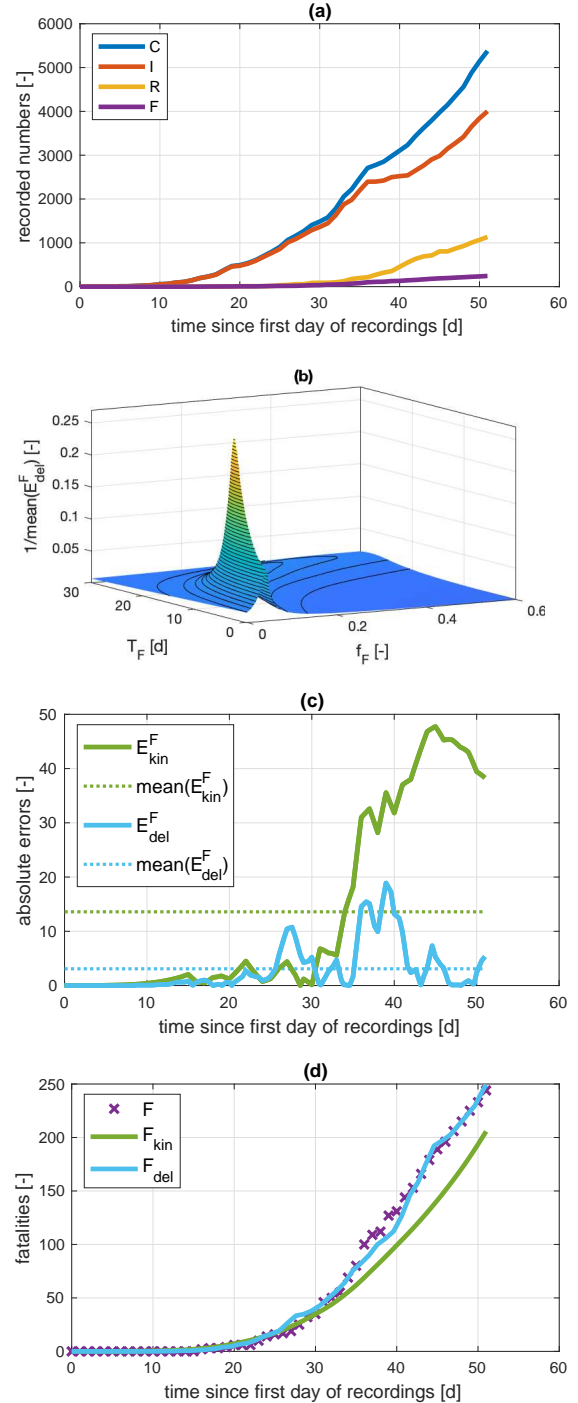 (a)
6000
5000
4000
3000
2000
1000
0
recorded numbers [-]
C
I
R
F
0 10 20 30 40 50 60
time since first day of recordings [d]
(b)
0.25
0.2
0.15
0.1
0.05
1/mean(E^F_del) [-]
30 20 10 0
T_F [d]
0 0.2 0.4 0.6
f_F [-]
(c)
50
40
30
20
10
0
absolute errors [-]
E^F_kin
mean(E^F_kin)
E^F_del
mean(E^F_del)
0 10 20 30 40 50 60
time since first day of recordings [d]
(d)
250
200
150
100
50
0
fatalities [-]
F
F_kin
F_del
0 10 20 30 40 50 60
time since first day of recordings [d]